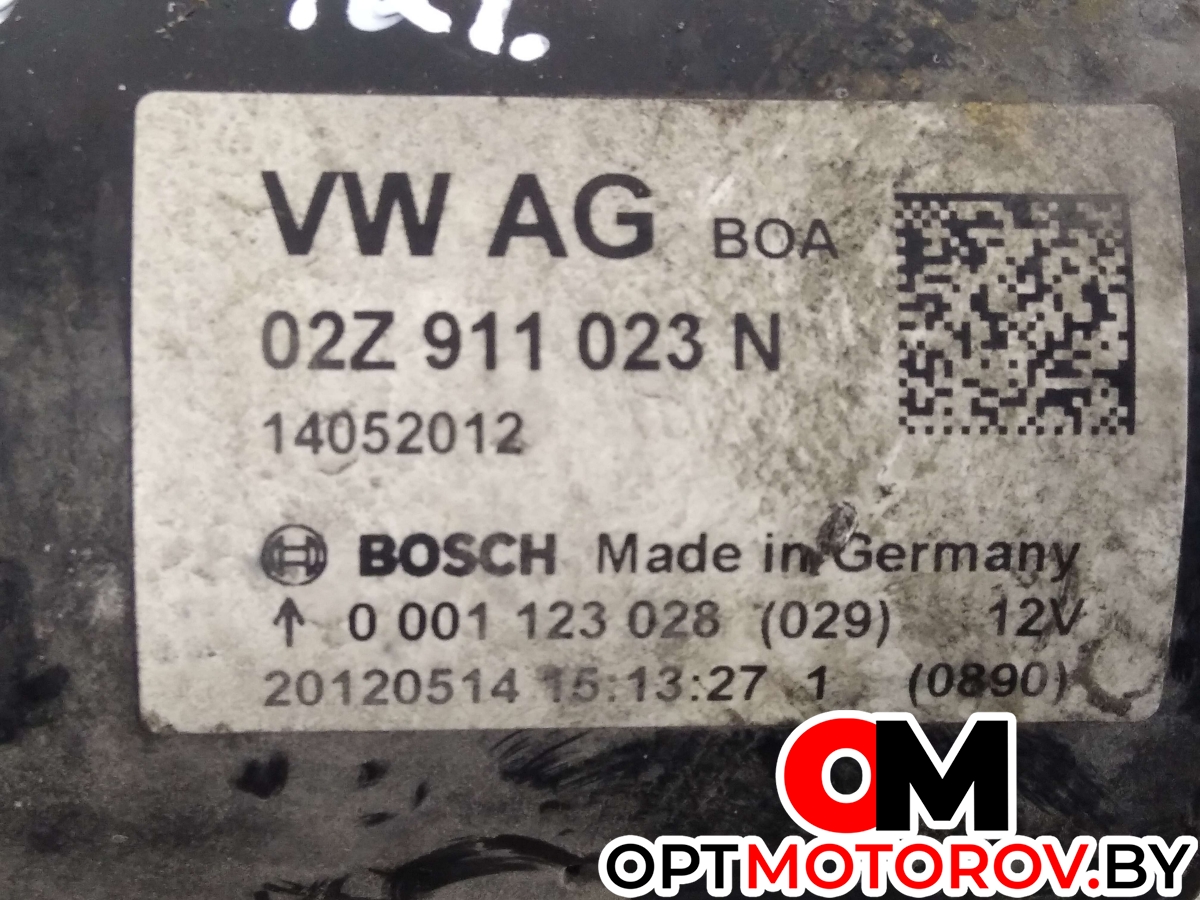 VW AG BOA
02Z 911 023 N
14052012
BOSCH Made in Germany
↑ 0 001 123 028 (029) 12V
20120514 15:13:27 1 (0890)
OM
OPTMOTOROV.BY